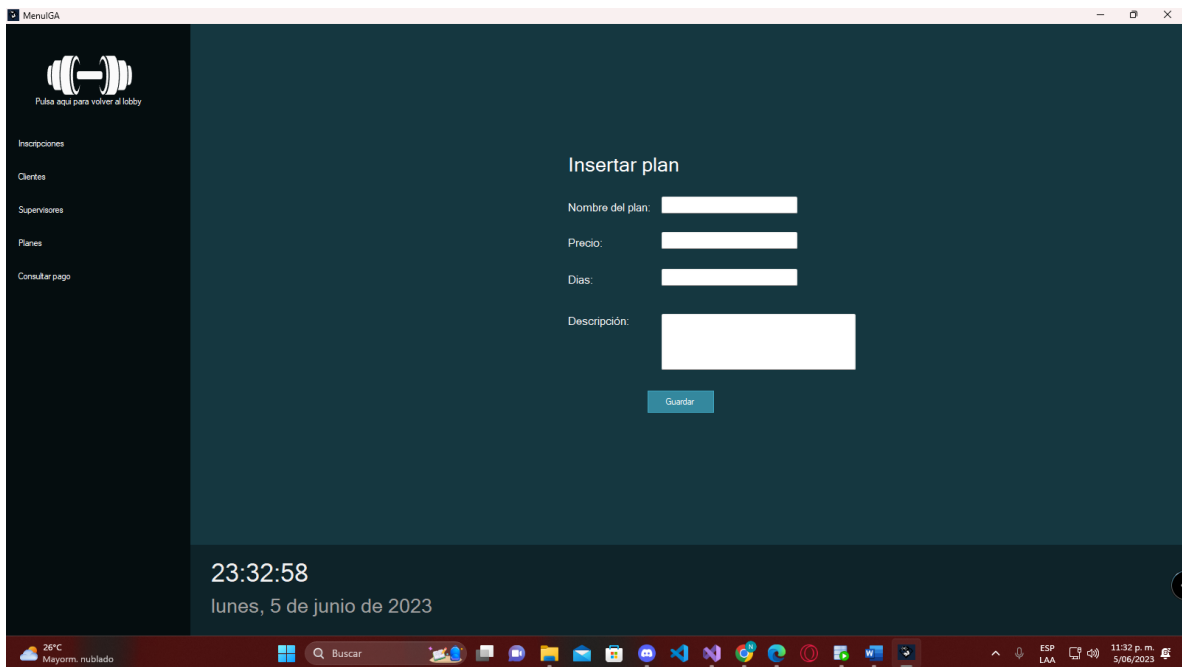 MenuIGA
Pulsa aqui para volver al lobby
Inscripciones
Clientes
Supervisores
Planes
Consultar pago
Insertar plan
Nombre del plan:
Precio:
Dias:
Descripción:
Guardar
23:32:58
lunes, 5 de junio de 2023
26°C
Mayorm. nublado
Buscar
ESP
LAA
11:32 p. m.
5/06/2023